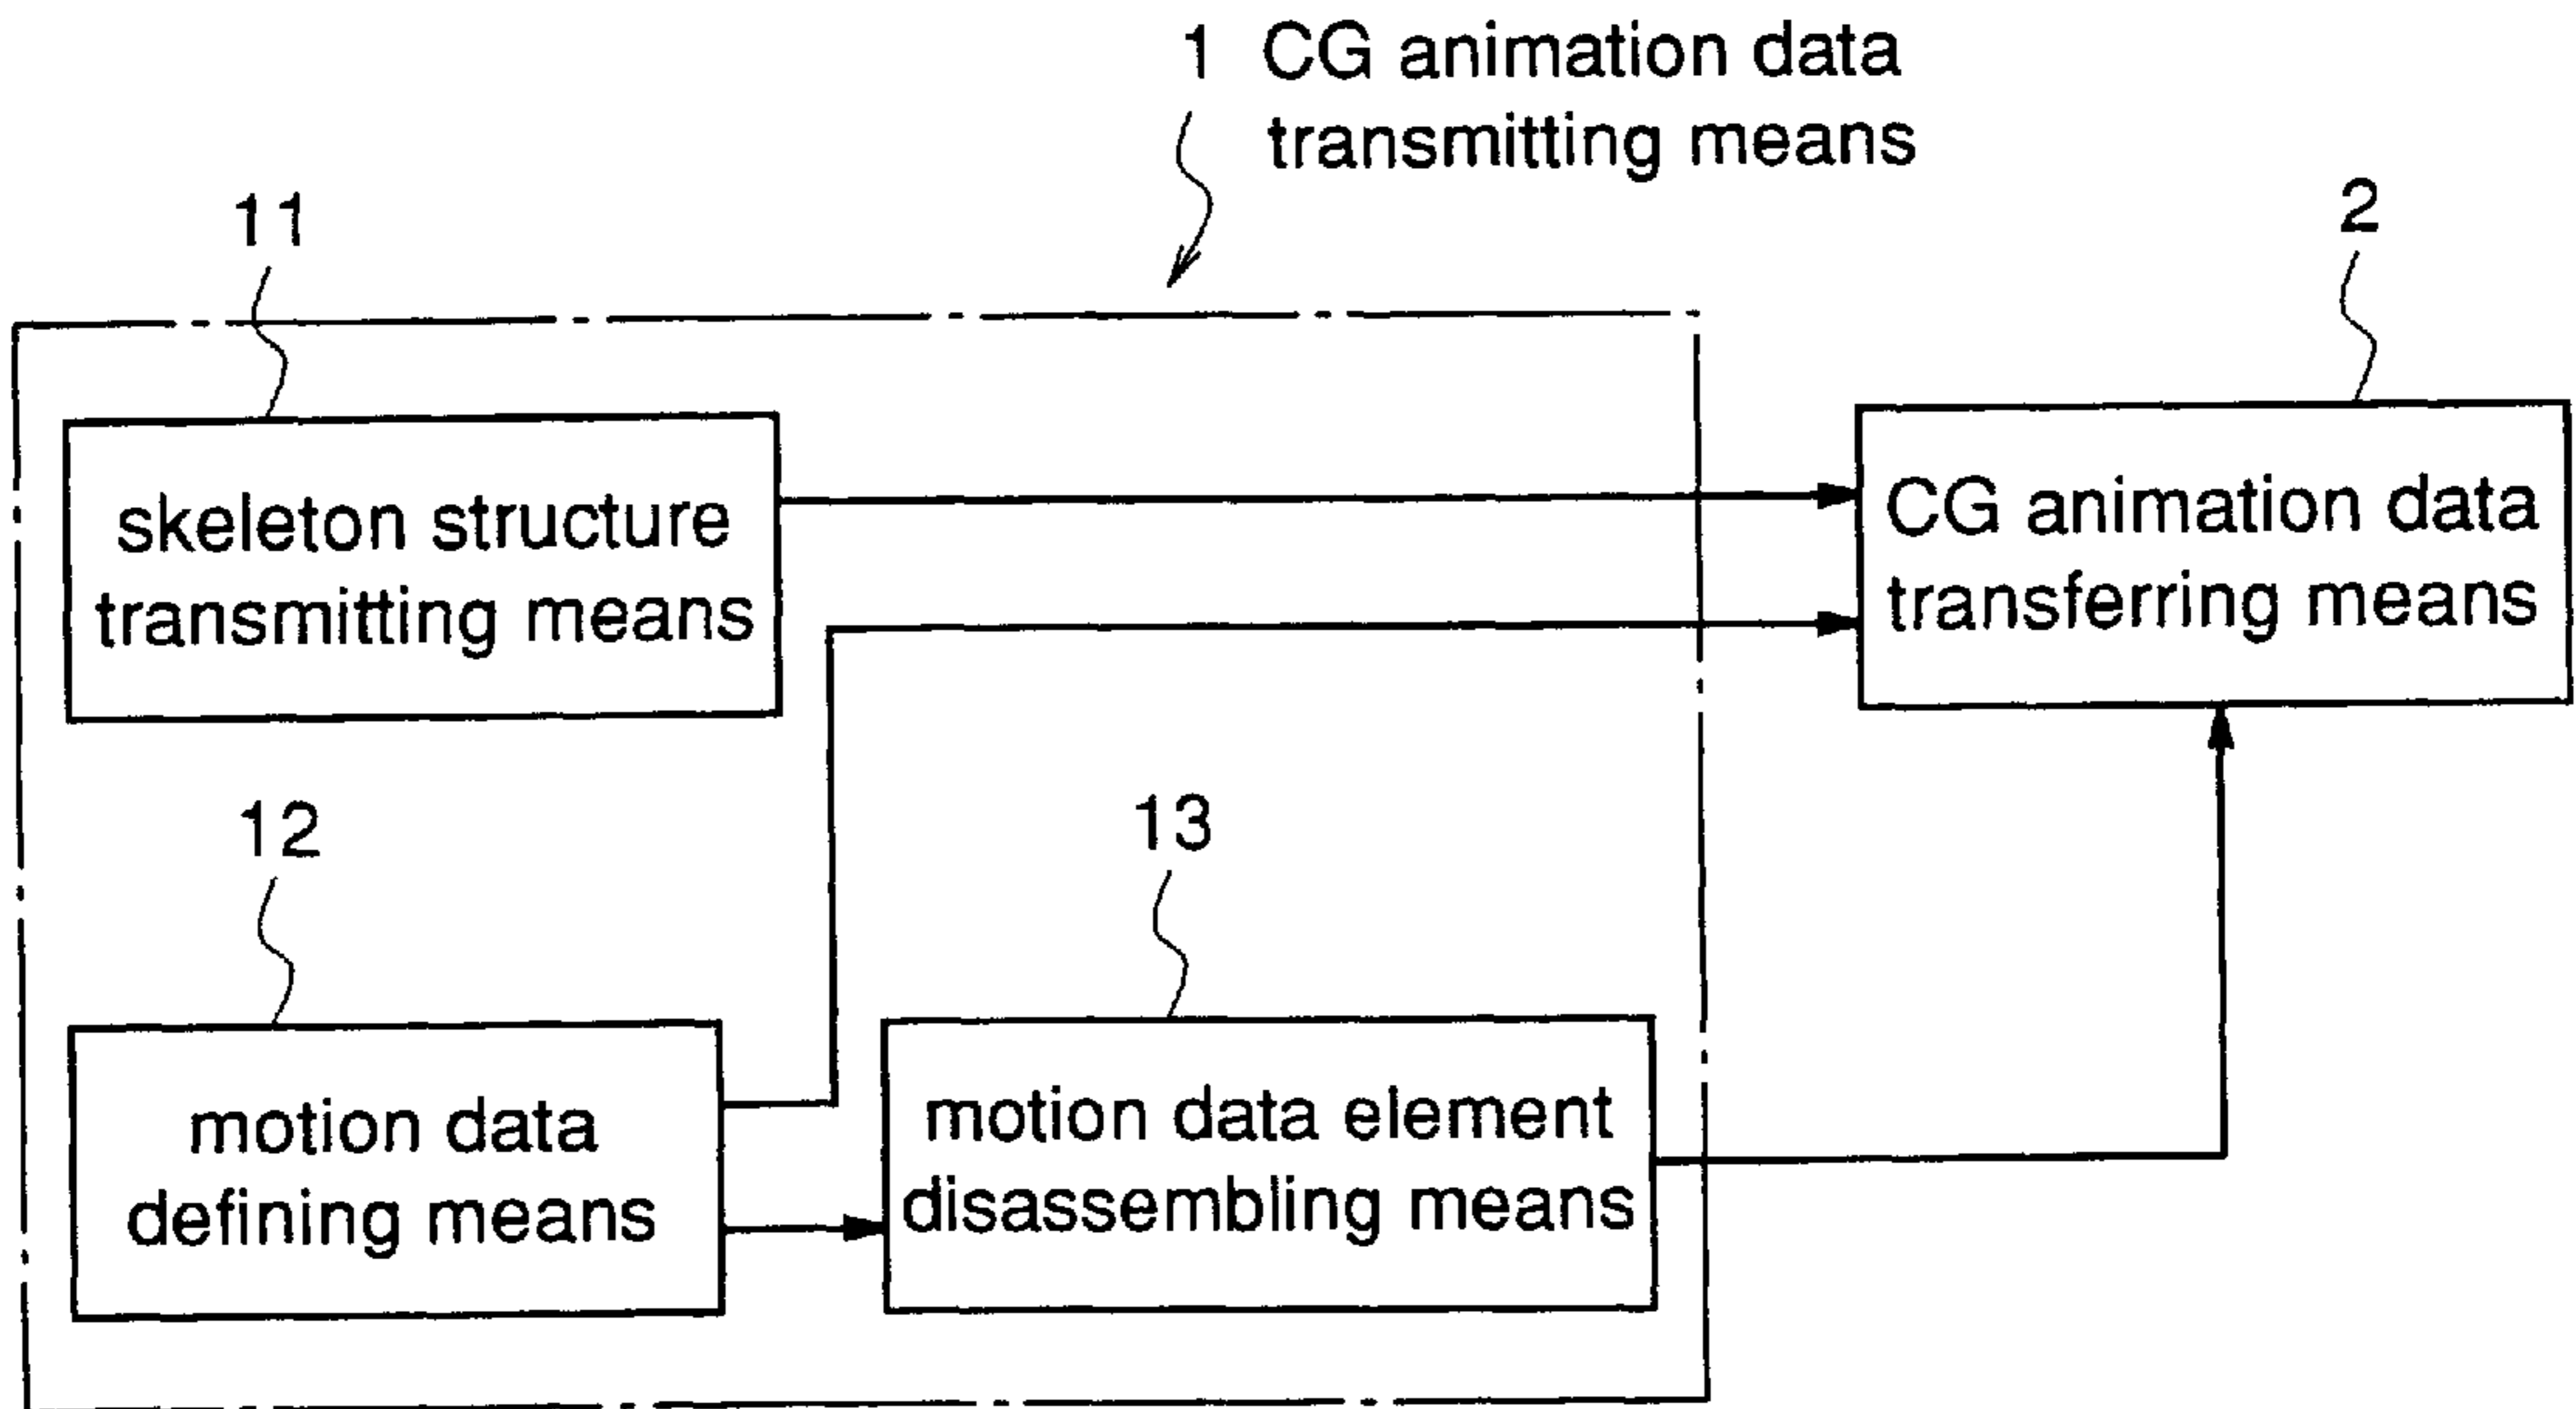 1 CG animation data
transmitting means
11
2
skeleton structure
transmitting means
CG animation data
transferring means
12
13
motion data
defining means
motion data element
disassembling means